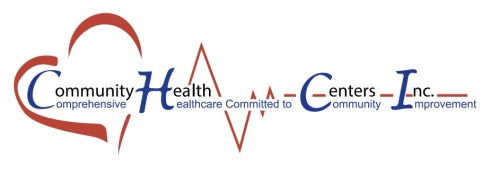 Community Health Centers Inc.
Comprehensive Healthcare Committed to Community Improvement